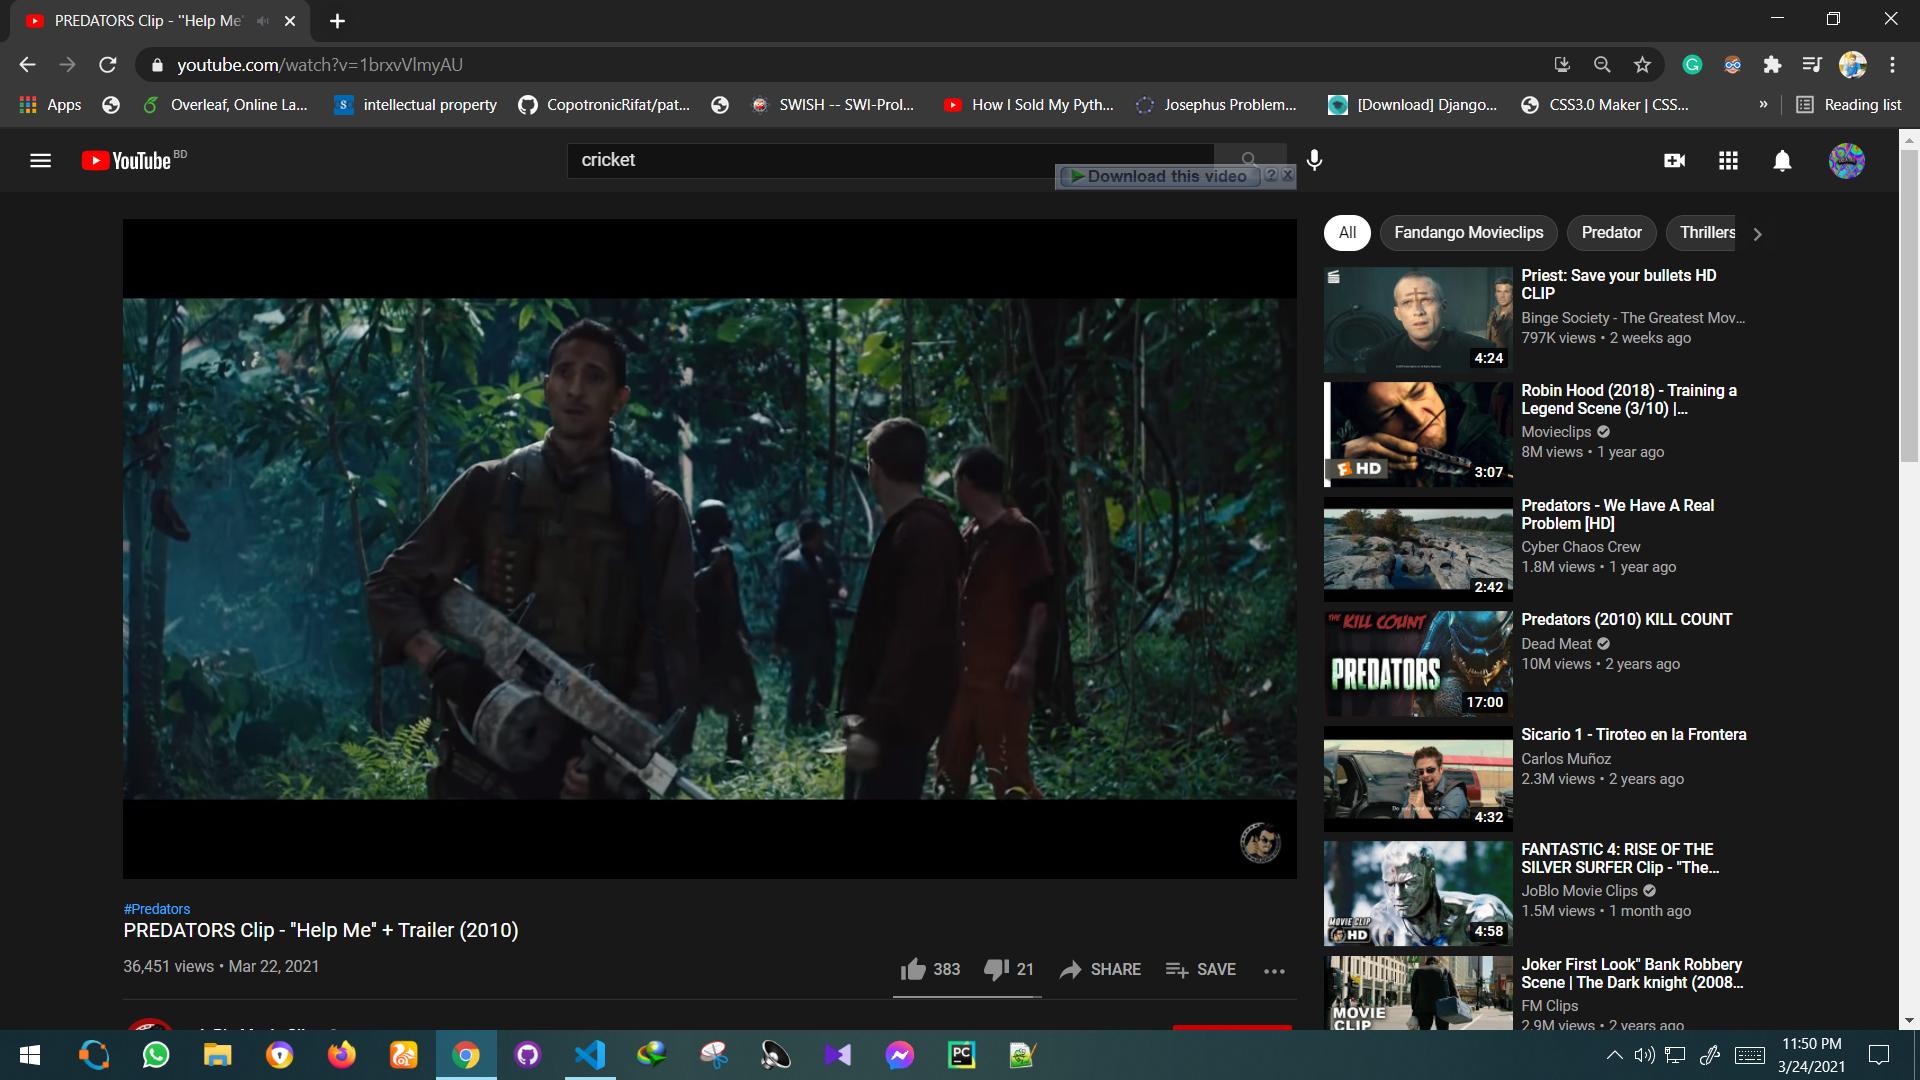 PREDATORS Clip - "Help Me"
youtube.com/watch?v=1brxvVlmyAU
Apps
Overleaf, Online La...
intellectual property
CopotronicRifat/pat...
SWISH -- SWI-Prol...
How I Sold My Pyth...
Josephus Problem...
[Download] Django...
CSS3.0 Maker | CSS...
»
Reading list
YouTube BD
cricket
Download this video ? X
All
Fandango Movieclips
Predator
Thrillers
Priest: Save your bullets HD
CLIP
Binge Society - The Greatest Mov...
797K views • 2 weeks ago
4:24
Robin Hood (2018) - Training a
Legend Scene (3/10) |...
Movieclips
8M views • 1 year ago
HD
3:07
Predators - We Have A Real
Problem [HD]
Cyber Chaos Crew
1.8M views • 1 year ago
2:42
THE KILL COUNT
PREDATORS
17:00
Predators (2010) KILL COUNT
Dead Meat
10M views • 2 years ago
Sicario 1 - Tiroteo en la Frontera
Carlos Muñoz
2.3M views • 2 years ago
4:32
FANTASTIC 4: RISE OF THE
SILVER SURFER Clip - "The...
JoBlo Movie Clips
1.5M views • 1 month ago
MOVIE CLIP
HD
4:58
Joker First Look" Bank Robbery
Scene | The Dark knight (2008...
FM Clips
2.9M views • 2 years ago
MOVIE
CLIP
#Predators
PREDATORS Clip - "Help Me" + Trailer (2010)
36,451 views • Mar 22, 2021
383
21
SHARE
SAVE
PC
11:50 PM
3/24/2021